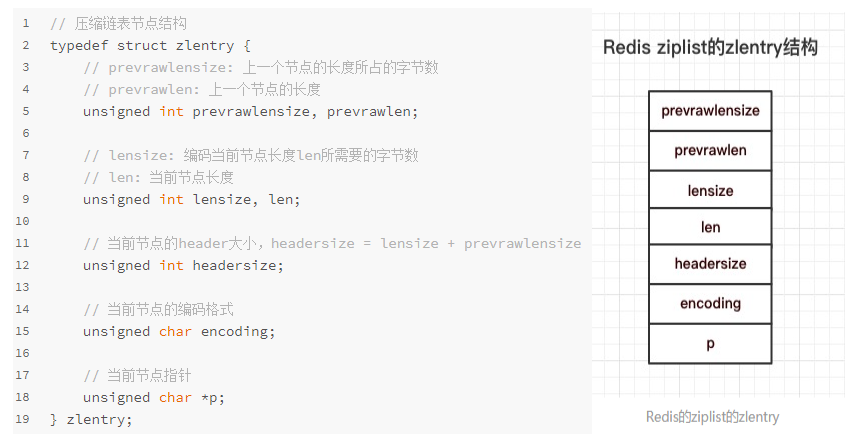 1 // 压缩链表节点结构
2 typedef struct zlentry {
3 // prevrawlensize: 上一个节点的长度所占的字节数
4 // prevrawlen: 上一个节点的长度
5 unsigned int prevrawlensize, prevrawlen;
6
7 // lensize: 编码当前节点长度len所需要的字节数
8 // len: 当前节点长度
9 unsigned int lensize, len;
10
11 // 当前节点的header大小，headersize = lensize + prevrawlensize
12 unsigned int headersize;
13
14 // 当前节点的编码格式
15 unsigned char encoding;
16
17 // 当前节点指针
18 unsigned char *p;
19 } zlentry;
Redis ziplist的zlentry结构
prevrawlensize
prevrawlen
lensize
len
headersize
encoding
p
Redis的ziplist的zlentry